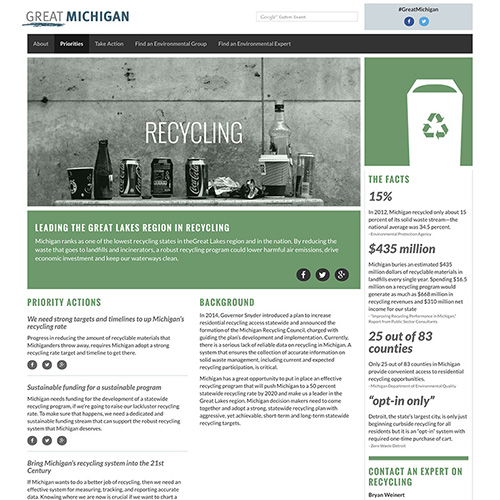 GREAT MICHIGAN
Google Custom Search
#GreatMichigan
About
Priorities
Take Action
Find an Environmental Group
Find an Environmental Expert
RECYCLING
LEADING THE GREAT LAKES REGION IN RECYCLING
Michigan ranks as one of the lowest recycling states in theGreat Lakes region and in the nation. By reducing the
waste that goes to landfills and incinerators, a robust recycling program could lower harmful air emissions, drive
economic investment and keep our waterways clean.
PRIORITY ACTIONS
We need strong targets and timelines to up Michigan's
recycling rate
Progress in reducing the amount of recyclable materials that
Michiganders throw away, requires Michigan adopt a strong
recycling rate target and timeline to get there.
Sustainable funding for a sustainable program
Michigan needs funding for the development of a statewide
recycling program, if we're going to raise our lackluster recycling
rate. To make sure that happens, we need a dedicated and
sustainable funding stream that can support the robust recycling
system that Michigan deserves.
Bring Michigan's recycling system into the 21st
Century
If Michigan wants to do a better job of recycling, then we need an
effective system for measuring, tracking, and reporting accurate
data. Knowing where we are now is crucial if we want to chart a
BACKGROUND
In 2014, Governor Snyder introduced a plan to increase
residential recycling access statewide and announced the
formation of the Michigan Recycling Council, charged with
guiding the plan's development and implementation. Currently,
there is a serious lack of reliable data on recycling in Michigan. A
system that ensures the collection of accurate information on
solid waste management, including current and expected
recycling participation, is critical.
Michigan has a great opportunity to put in place an effective
recycling program that will push Michigan to a 50 percent
statewide recycling rate by 2020 and make us a leader in the
Great Lakes region. Michigan decision makers need to come
together and adopt a strong, statewide recycling plan with
aggressive, yet achievable, short-term and long-term statewide
recycling targets.
THE FACTS
15%
In 2012, Michigan recycled only about 15
percent of its solid waste stream—the
national average was 34.5 percent.
- Environmental Protection Agency
$435 million
Michigan buries an estimated $435
million dollars of recyclable materials in
landfills every single year. Spending $16.5
million on a recycling program would
generate as much as $668 million in
recycling revenues and $310 million net
income for our state
- "Improving Recycling Performance in Michigan"
Report from Public Sector Consultants
25 out of 83
counties
Only 25 out of 83 counties in Michigan
provide convenient access to residential
recycling opportunities.
- Michigan Department of Environmental Quality
"opt-in only"
Detroit, the state's largest city, is only just
beginning curbside recycling for all
residents but it is an "opt-in" system with
required one-time purchase of cart.
- Zero Waste Detroit
CONTACT AN EXPERT ON
RECYCLING
Bryan Weinert